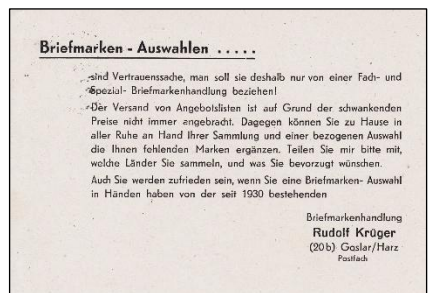 Briefmarken - Auswahlen . . . . .
sind Vertrauenssache, man soll sie deshalb nur von einer Fach- und
Spezial- Briefmarkenhandlung beziehen!
Der Versand von Angebotslisten ist auf Grund der schwankenden
Preise nicht immer angebracht. Dagegen können Sie zu Hause in
aller Ruhe an Hand Ihrer Sammlung und einer bezogenen Auswahl
die Ihnen fehlenden Marken ergänzen. Teilen Sie mir bitte mit,
welche Länder Sie sammeln, und was Sie bevorzugt wünschen.
Auch Sie werden zufrieden sein, wenn Sie eine Briefmarken- Auswahl
in Händen haben von der seit 1930 bestehenden
Briefmarkenhandlung
Rudolf Krüger
(20b) Goslar/Harz
Postfach